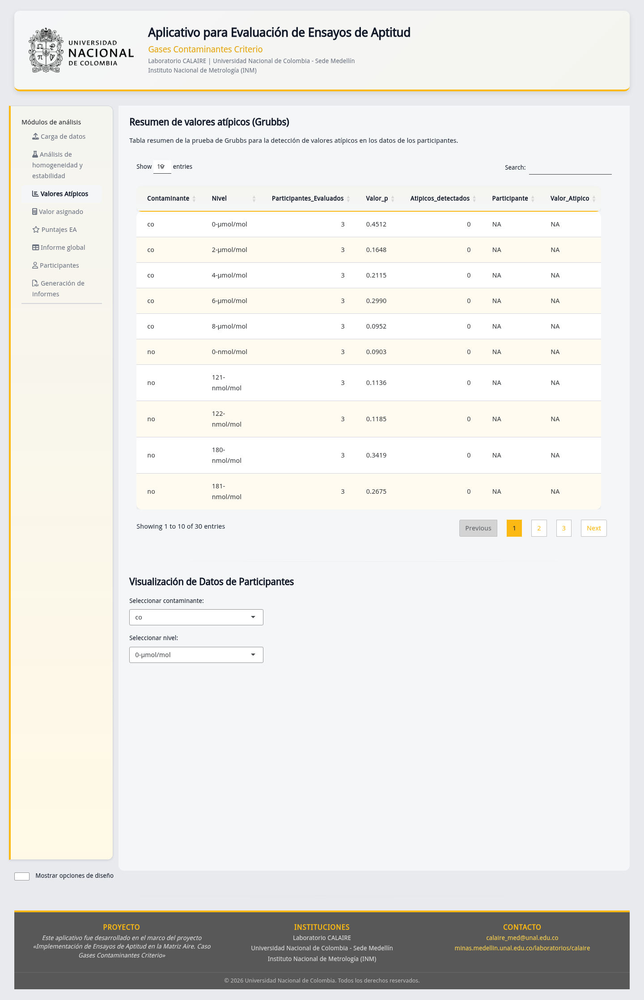 UNIVERSIDAD
NACIONAL
DE COLOMBIA
Aplicativo para Evaluación de Ensayos de Aptitud
Gases Contaminantes Criterio
Laboratorio CALAIRE | Universidad Nacional de Colombia - Sede Medellín
Instituto Nacional de Metrología (INM)
Módulos de análisis
Carga de datos
Análisis de
homogeneidad y
estabilidad
Valores Atípicos
Valor asignado
Puntajes EA
Informe global
Participantes
Generación de
informes
Resumen de valores atípicos (Grubbs)
Tabla resumen de la prueba de Grubbs para la detección de valores atípicos en los datos de los participantes.
Show 10 entries
Search:
Contaminante Nivel Participantes_Evaluados Valor_p Atipicos_detectados Participante Valor_Atipico
co 0-μmol/mol 3 0.4512 0 NA NA
co 2-μmol/mol 3 0.1648 0 NA NA
co 4-μmol/mol 3 0.2115 0 NA NA
co 6-μmol/mol 3 0.2990 0 NA NA
co 8-μmol/mol 3 0.0952 0 NA NA
no 0-nmol/mol 3 0.0903 0 NA NA
no 121-
nmol/mol 3 0.1136 0 NA NA
no 122-
nmol/mol 3 0.1185 0 NA NA
no 180-
nmol/mol 3 0.3419 0 NA NA
no 181-
nmol/mol 3 0.2675 0 NA NA
Showing 1 to 10 of 30 entries
Previous 1 2 3 Next
Visualización de Datos de Participantes
Seleccionar contaminante:
co
Seleccionar nivel:
0-μmol/mol
Mostrar opciones de diseño
PROYECTO
Este aplicativo fue desarrollado en el marco del proyecto
«Implementación de Ensayos de Aptitud en la Matriz Aire. Caso
Gases Contaminantes Criterio»
INSTITUCIONES
Laboratorio CALAIRE
Universidad Nacional de Colombia - Sede Medellín
Instituto Nacional de Metrología (INM)
CONTACTO
calaire_med@unal.edu.co
minas.medellin.unal.edu.co/laboratorios/calaire
© 2026 Universidad Nacional de Colombia. Todos los derechos reservados.